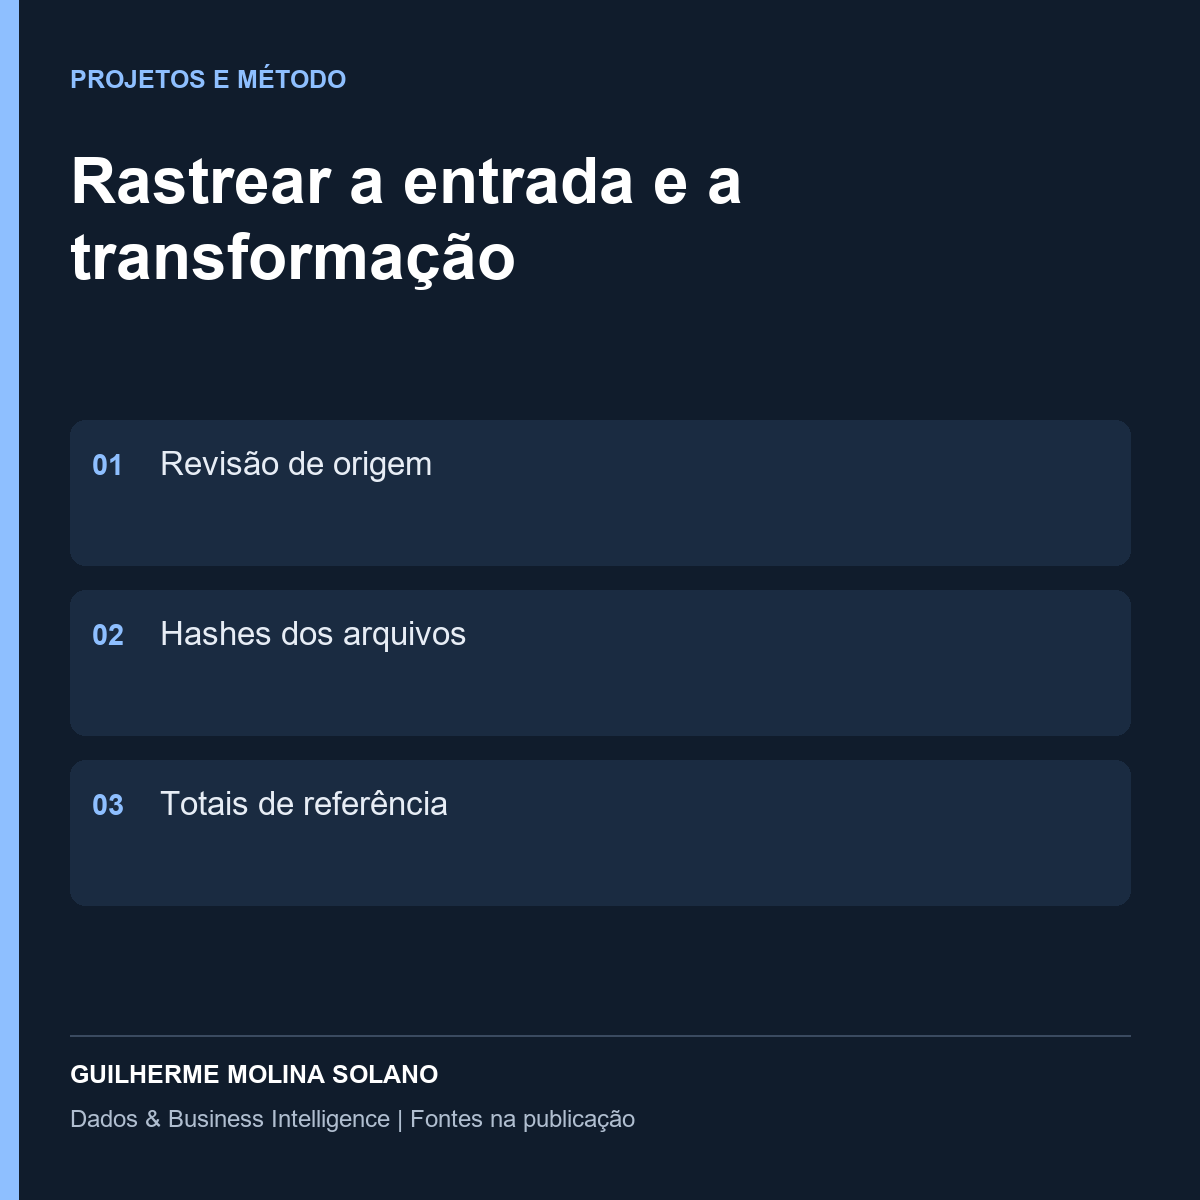 PROJETOS E MÉTODO
Rastrear a entrada e a
transformação
01 Revisão de origem
02 Hashes dos arquivos
03 Totais de referência
GUILHERME MOLINA SOLANO
Dados & Business Intelligence | Fontes na publicação